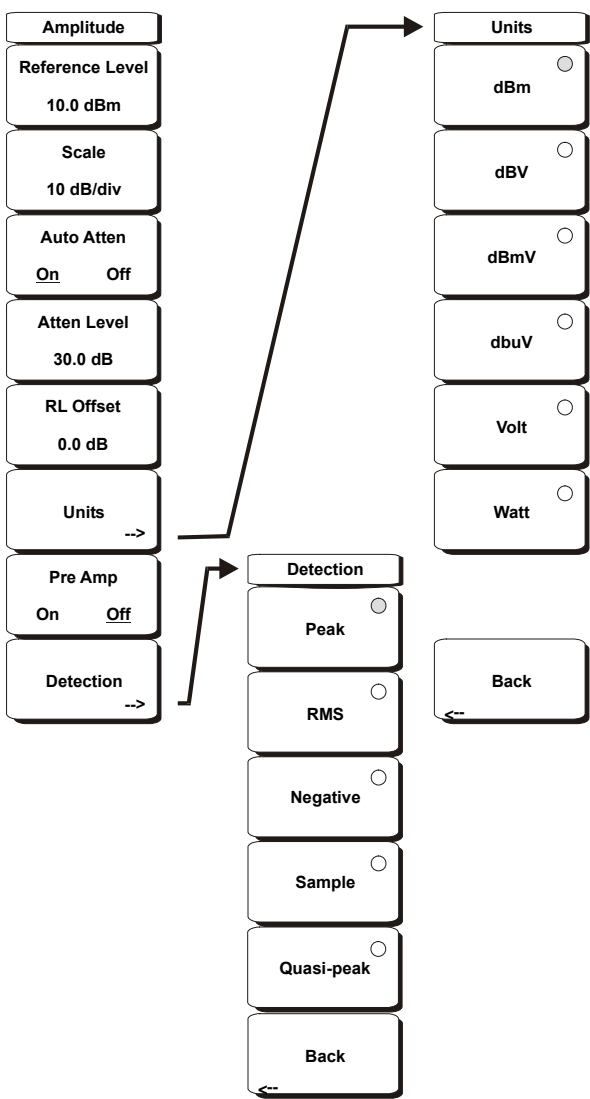 Amplitude
Reference Level
10.0 dBm
Scale
10 dB/div
Auto Atten
On Off
Atten Level
30.0 dB
RL Offset
0.0 dB
Units
-->
Pre Amp
On Off
Detection
-->
Units
dBm
dBV
dBmV
dbuV
Volt
Watt
Back
<--
Detection
Peak
RMS
Negative
Sample
Quasi-peak
Back
<--